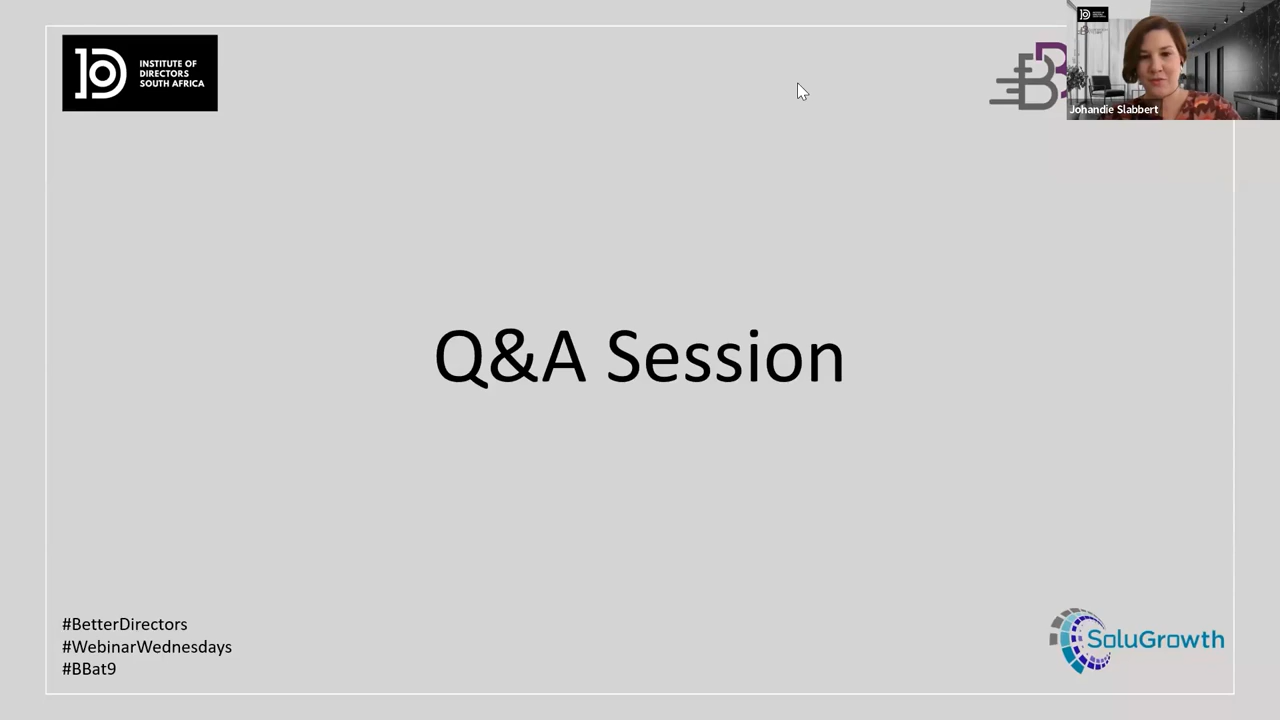 INSTITUTE OF
DIRECTORS
SOUTH AFRICA
Johandie Slabbert
Q&A Session
#BetterDirectors
#WebinarWednesdays
#BBat9
SoluGrowth